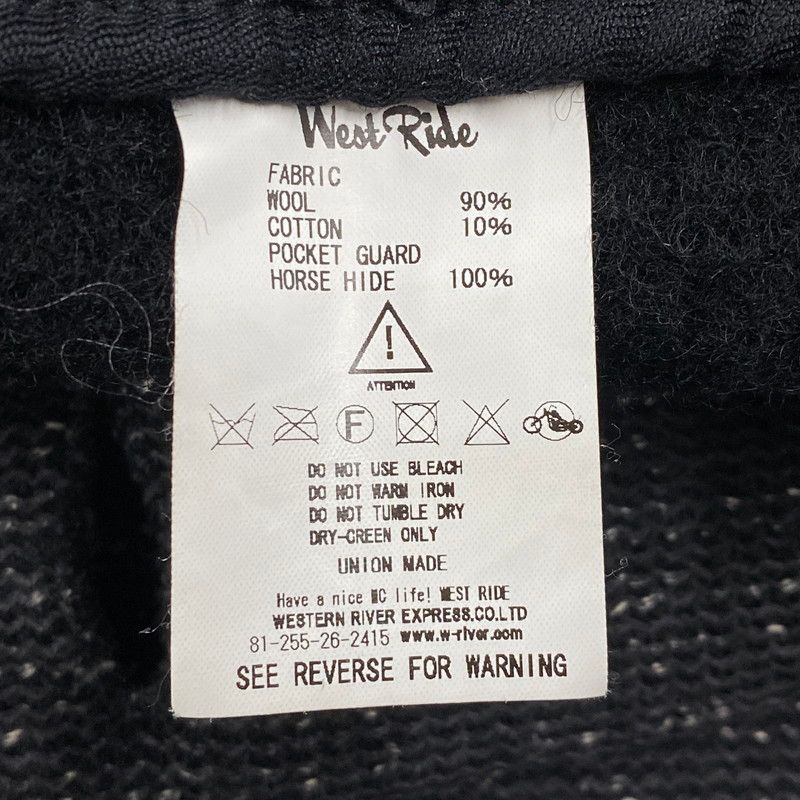 West Ride
FABRIC
WOOL 90%
COTTON 10%
POCKET GUARD
HORSE HIDE 100%
!
ATTENTION
F
DO NOT USE BLEACH
DO NOT WARM IRON
DO NOT TUMBLE DRY
DRY-CREEN ONLY
UNION MADE
Have a nice MC life! WEST RIDE
WESTERN RIVER EXPRESS.CO.LTD
81-255-26-2415 www.w-river.com
SEE REVERSE FOR WARNING